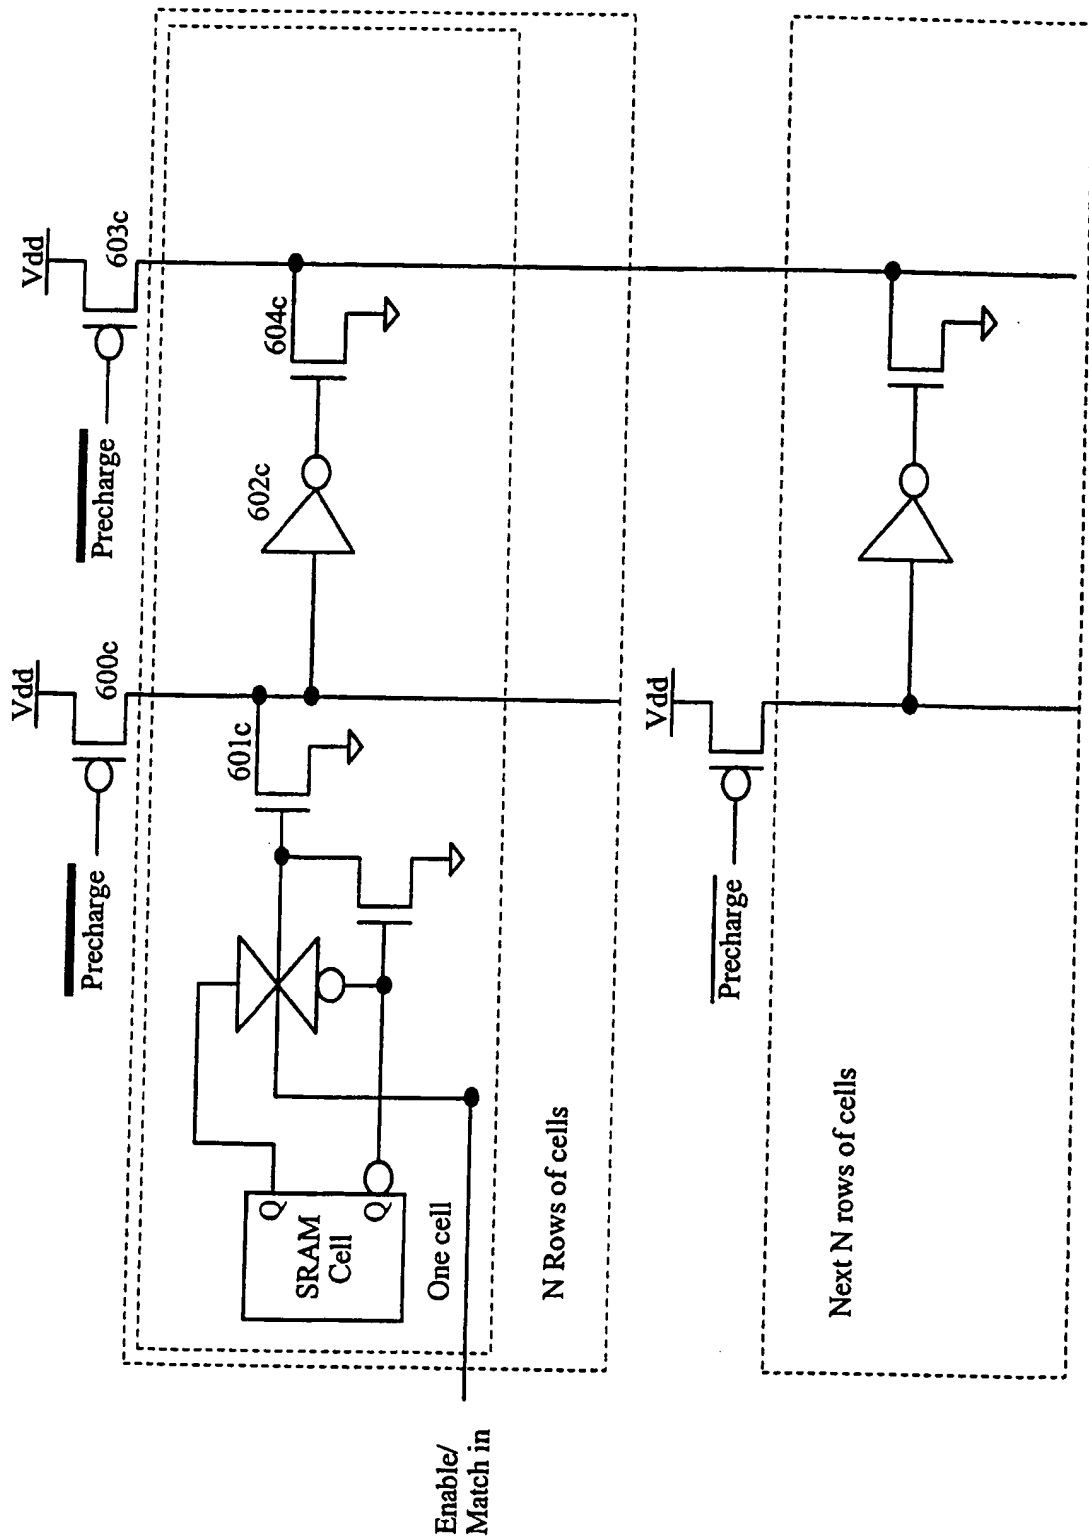 Vdd
Vdd
603c
Precharge
600c
Precharge
604c
602c
601c
Q
SRAM
Cell
Q
One cell
N Rows of cells
Enable/
Match in
Vdd
Precharge
Next N rows of cells